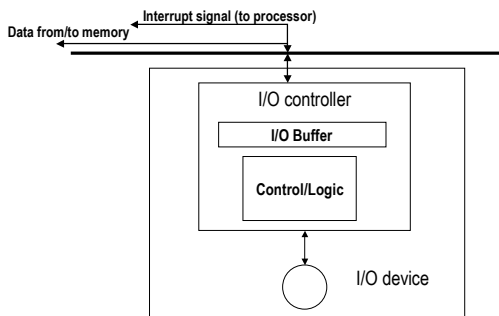 Interrupt signal (to processor)
Data from/to memory
I/O controller
I/O Buffer
Control/Logic
I/O device